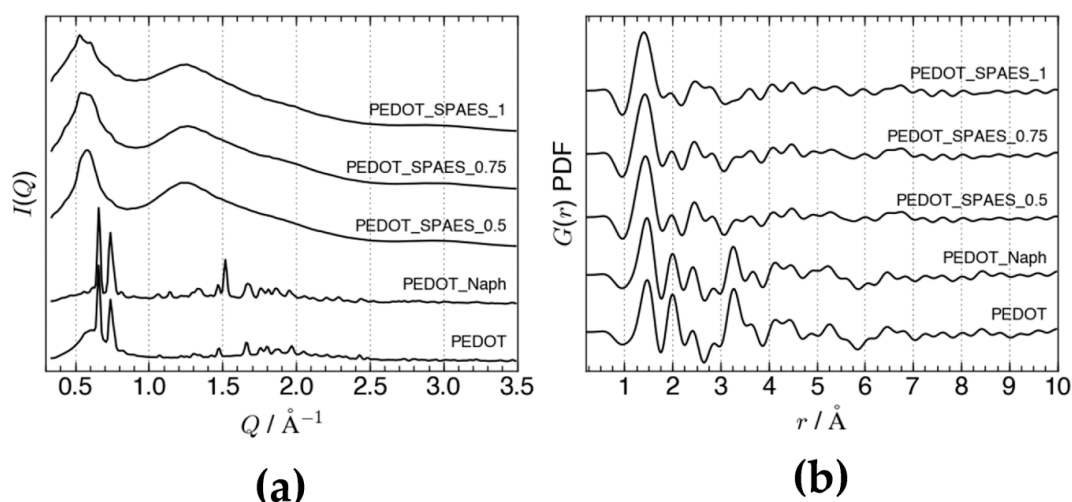 I(Q)
PEDOT_SPAES_1
PEDOT_SPAES_0.75
PEDOT_SPAES_0.5
PEDOT_Naph
PEDOT
0.5 1.0 1.5 2.0 2.5 3.0 3.5
Q / Å⁻¹
(a)
G(r) PDF
PEDOT_SPAES_1
PEDOT_SPAES_0.75
PEDOT_SPAES_0.5
PEDOT_Naph
PEDOT
1 2 3 4 5 6 7 8 9 10
r / Å
(b)